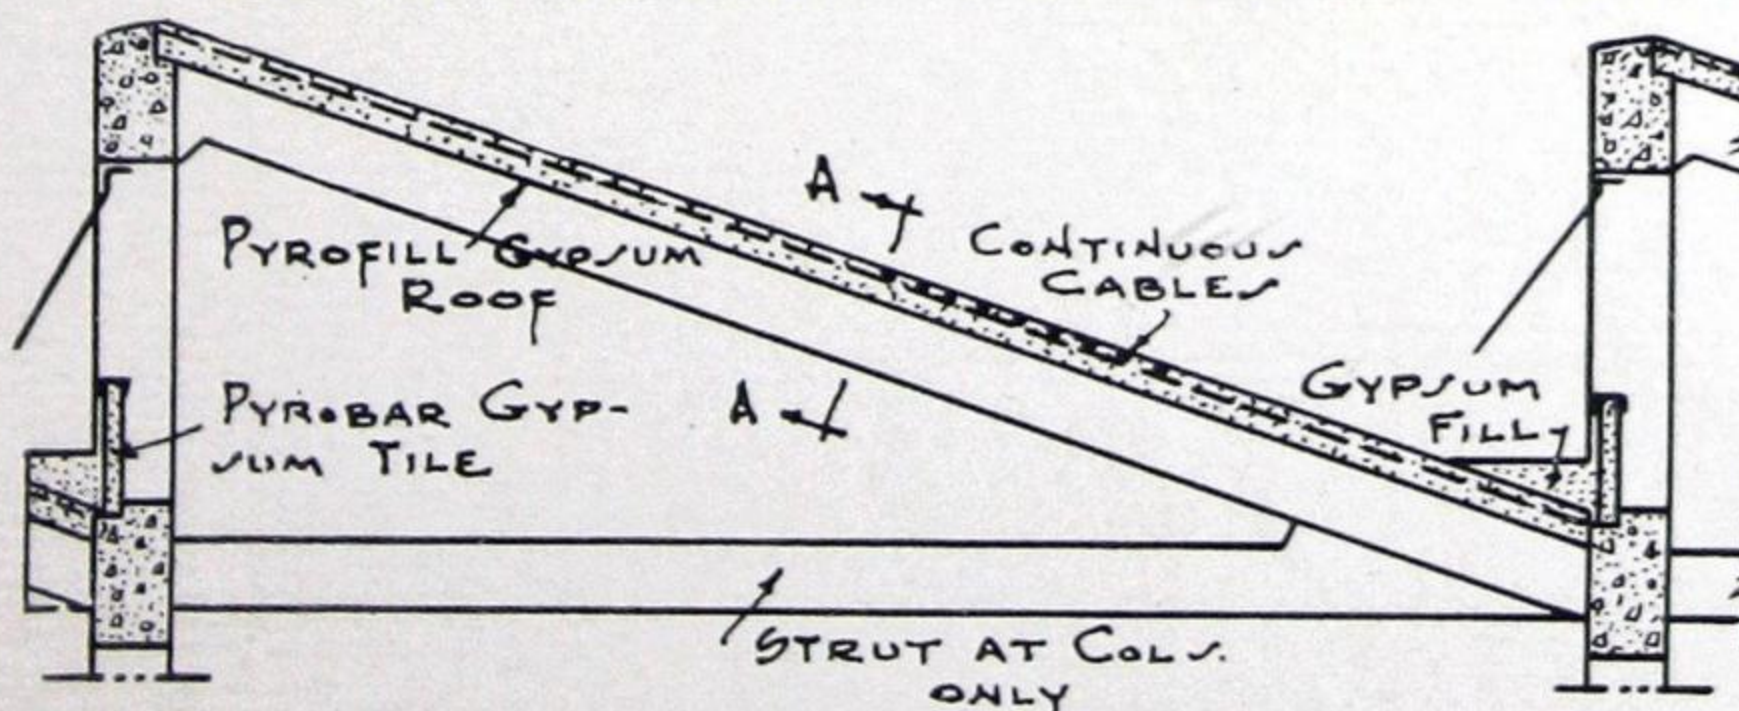 A
PYROFILL GYPSUM
ROOF
CONTINUOUS
CABLES
GYPSUM
FILL
PYROBAR GYP-
SUM TILE
A
STRUT AT COLS.
ONLY